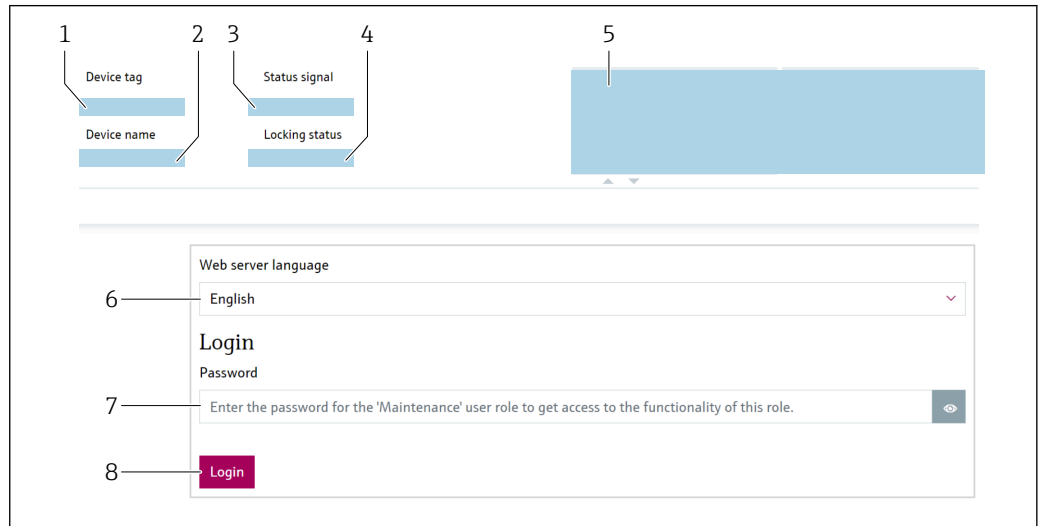 1 2 3 4 5
Device tag Status signal
Device name Locking status
Web server language
6 English
Login
Password
7 Enter the password for the 'Maintenance' user role to get access to the functionality of this role.
8 Login